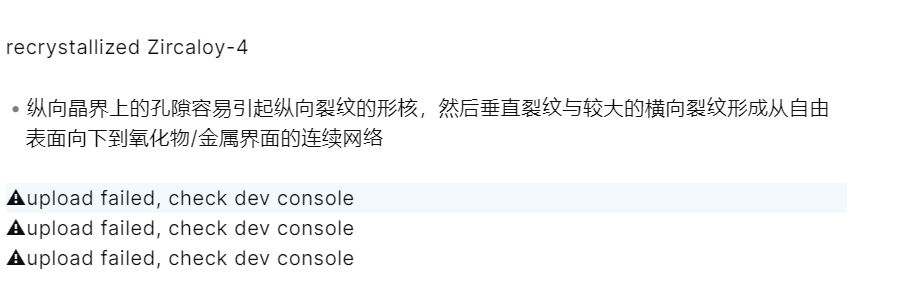 recrystallized Zircaloy-4
• 纵向晶界上的孔隙容易引起纵向裂纹的形核，然后垂直裂纹与较大的横向裂纹形成从自由
表面向下到氧化物/金属界面的连续网络
⚠upload failed, check dev console
⚠upload failed, check dev console
⚠upload failed, check dev console